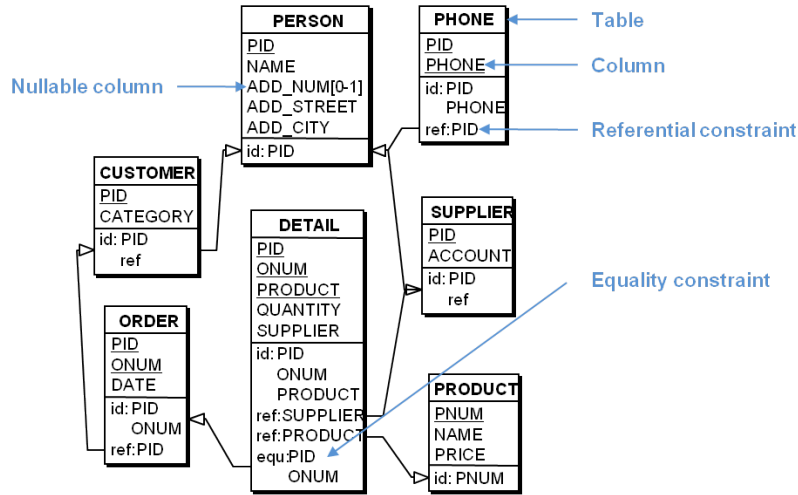 PERSON
PID
NAME
ADD_NUM[0-1]
ADD_STREET
ADD_CITY
id: PID
PHONE
PID
PHONE
id: PID
PHONE
ref:PID
Table
Column
Nullable column
Referential constraint
CUSTOMER
PID
CATEGORY
id: PID
ref
DETAIL
PID
ONUM
PRODUCT
QUANTITY
SUPPLIER
id: PID
ONUM
PRODUCT
ref:SUPPLIER
ref:PRODUCT
equ:PID
ONUM
SUPPLIER
PID
ACCOUNT
id: PID
ref
Equality constraint
ORDER
PID
ONUM
DATE
id: PID
ONUM
ref:PID
PRODUCT
PNUM
NAME
PRICE
id: PNUM